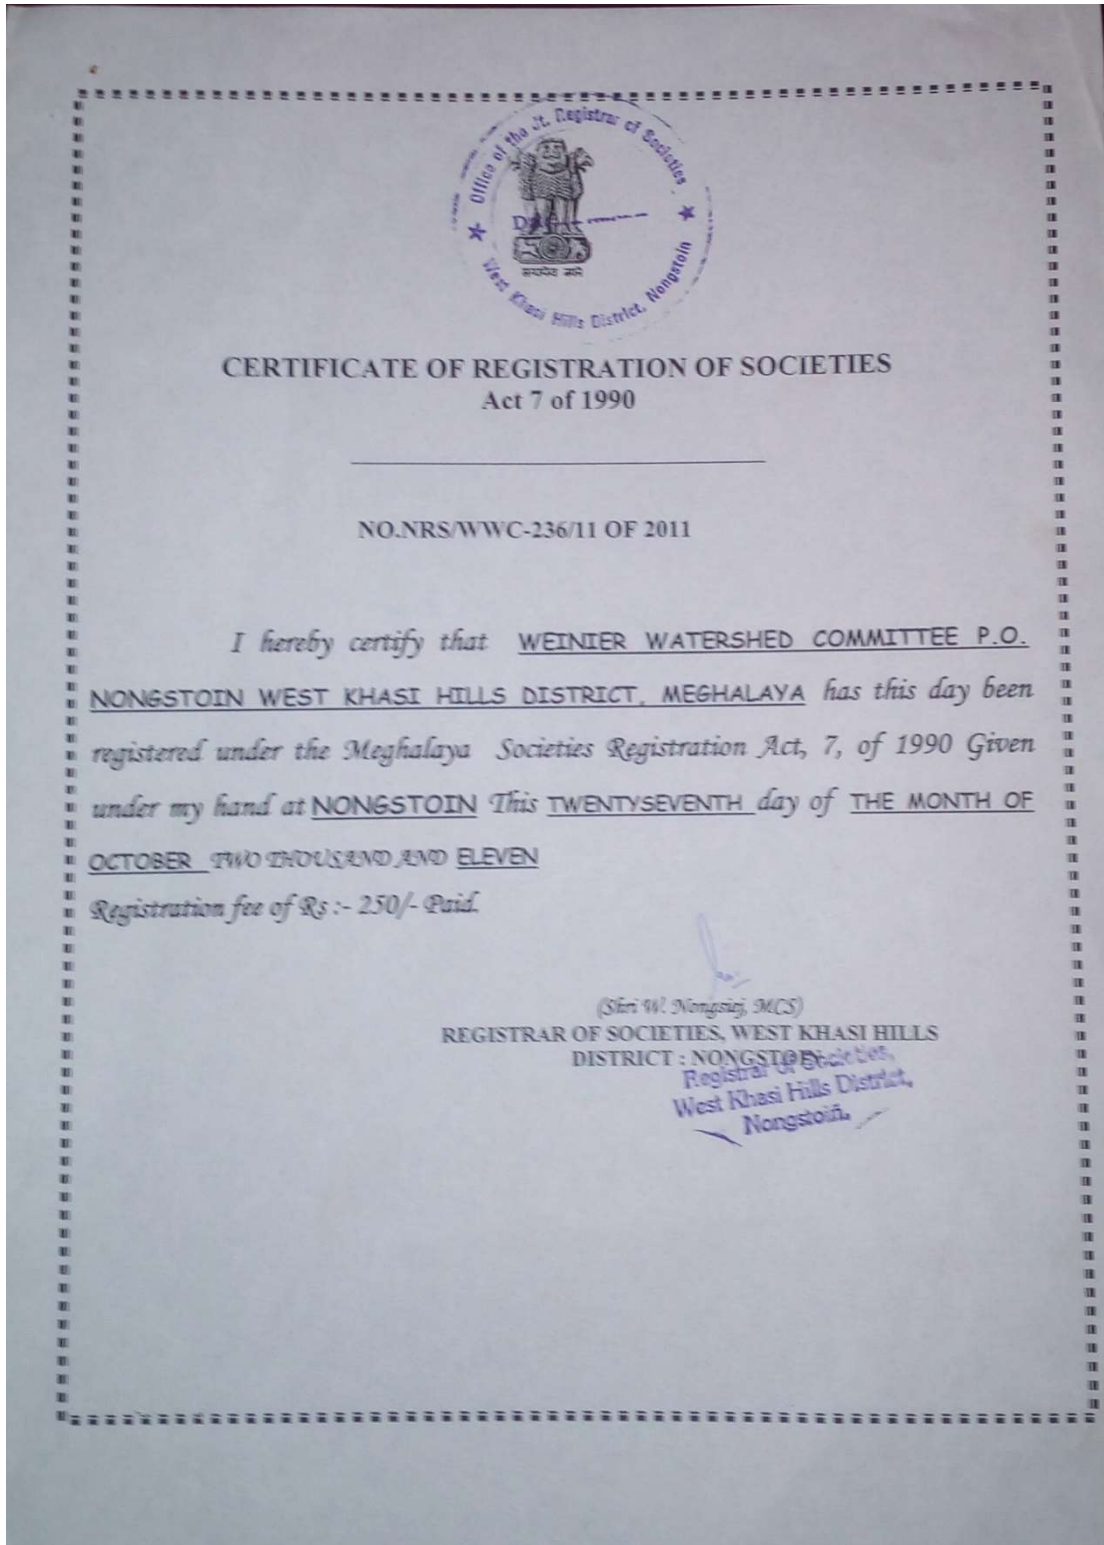 Office of the Jt. Registrar of Societies
सत्यमेव जयते
West Khasi Hills District, Nongstoin
CERTIFICATE OF REGISTRATION OF SOCIETIES
Act 7 of 1990
NO.NRS/WWC-236/11 OF 2011
I hereby certify that WEINIER WATERSHED COMMITTEE P.O.
NONGSTOIN WEST KHASI HILLS DISTRICT, MEGHALAYA has this day been
registered under the Meghalaya Societies Registration Act, 7, of 1990 Given
under my hand at NONGSTOIN This TWENTYSEVENTH day of THE MONTH OF
OCTOBER TWO THOUSAND AND ELEVEN
Registration fee of Rs :- 250/- Paid.
(Shri W. Nongsiej, MCS)
REGISTRAR OF SOCIETIES, WEST KHASI HILLS
DISTRICT : NONGSTOIN
Registrar of Societies,
West Khasi Hills District,
Nongstoin.